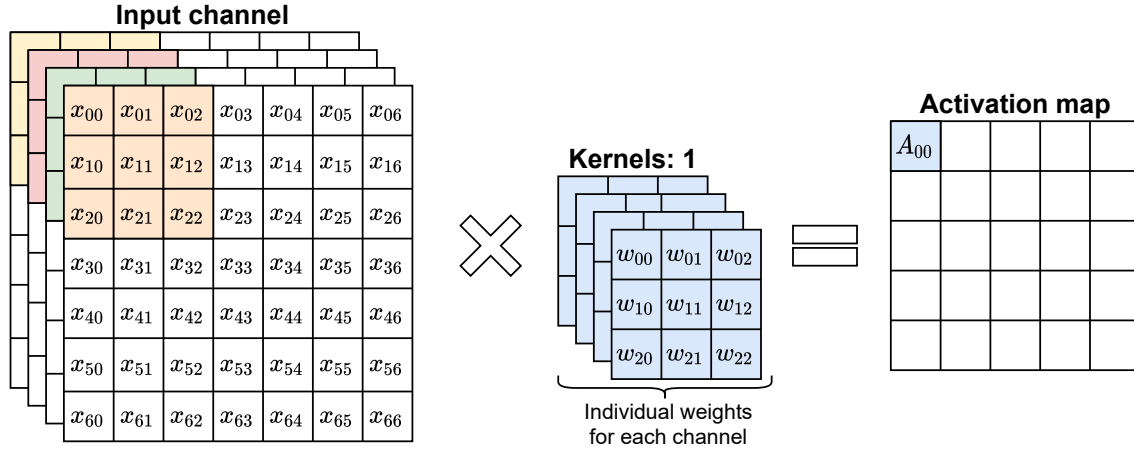 Input channel
x00 x01 x02 x03 x04 x05 x06
x10 x11 x12 x13 x14 x15 x16
x20 x21 x22 x23 x24 x25 x26
x30 x31 x32 x33 x34 x35 x36
x40 x41 x42 x43 x44 x45 x46
x50 x51 x52 x53 x54 x55 x56
x60 x61 x62 x63 x64 x65 x66
Kernels: 1
w00 w01 w02
w10 w11 w12
w20 w21 w22
Individual weights
for each channel
Activation map
A00